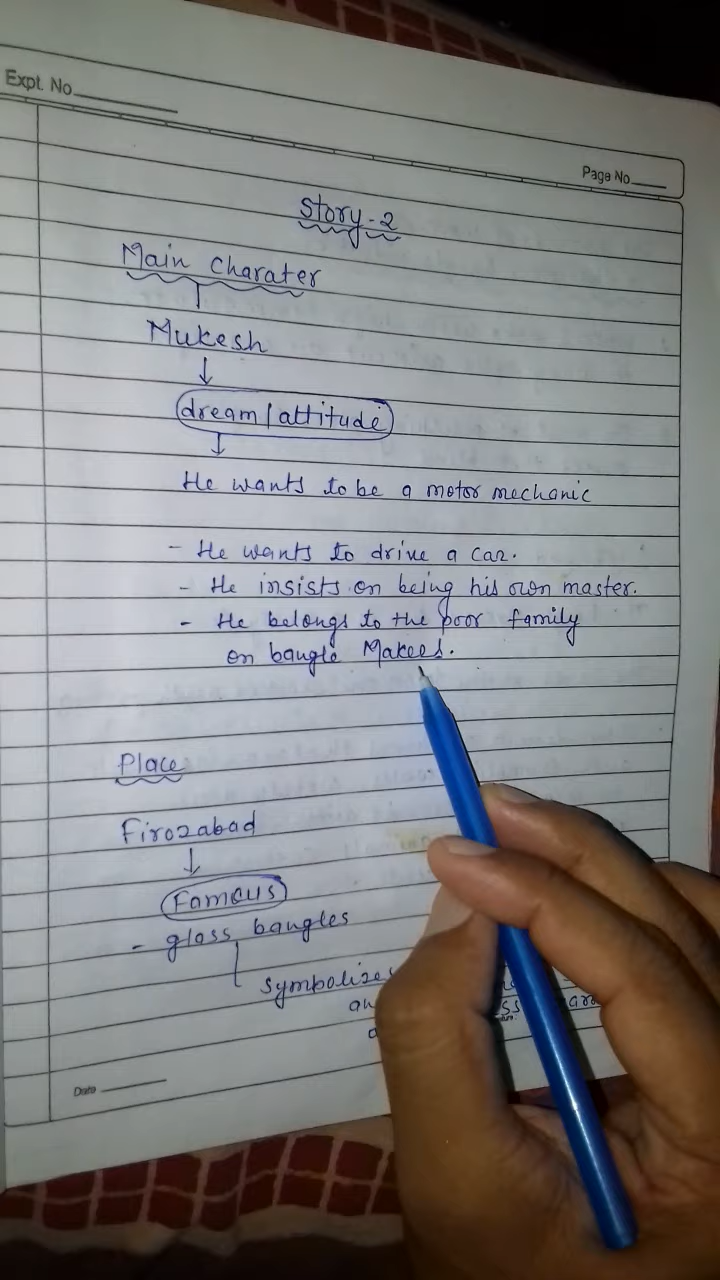 Expt. No
Page No
Story-2
Main Charater
Mukesh
dream/attitude
He wants to be a motor mechanic
- He wants to drive a car.
- He insists on being his own master.
- He belongs to the poor family
on bangle Makees.
Place
Firozabad
Famous
- glass bangles
symbolizes
Date